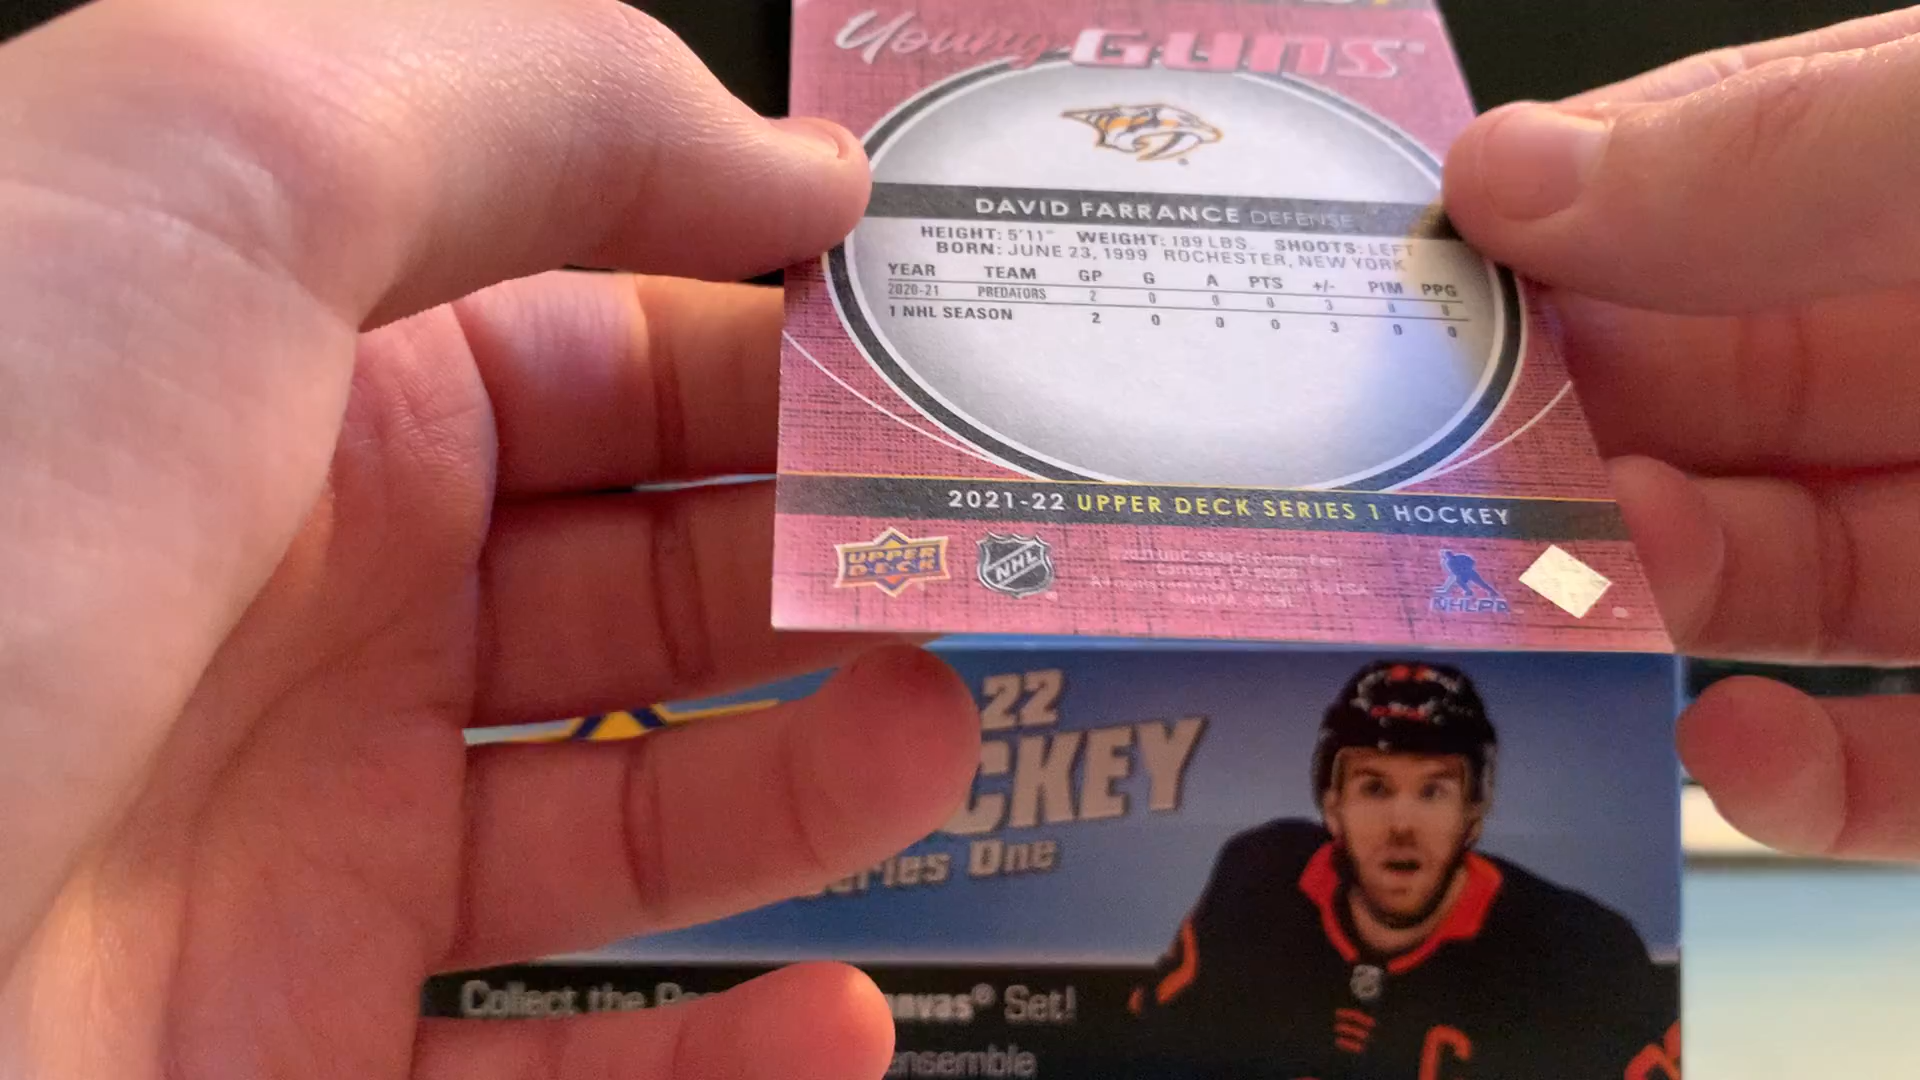 Young GUNS
DAVID FARRANCE DEFENSE
HEIGHT: 5'11" WEIGHT: 189 LBS. SHOOTS: LEFT
BORN: JUNE 23, 1999 ROCHESTER, NEW YORK
YEAR TEAM GP G A PTS +/- PIM PPG
2020-21 PREDATORS 2 0 0 0 3 0 0
1 NHL SEASON 2 0 0 0 3 0 0
2021-22 UPPER DECK SERIES 1 HOCKEY
UPPER DECK
NHL
NHLPA
22
CKEY
eries One
Collect the nvas® Set!
ensemble
C